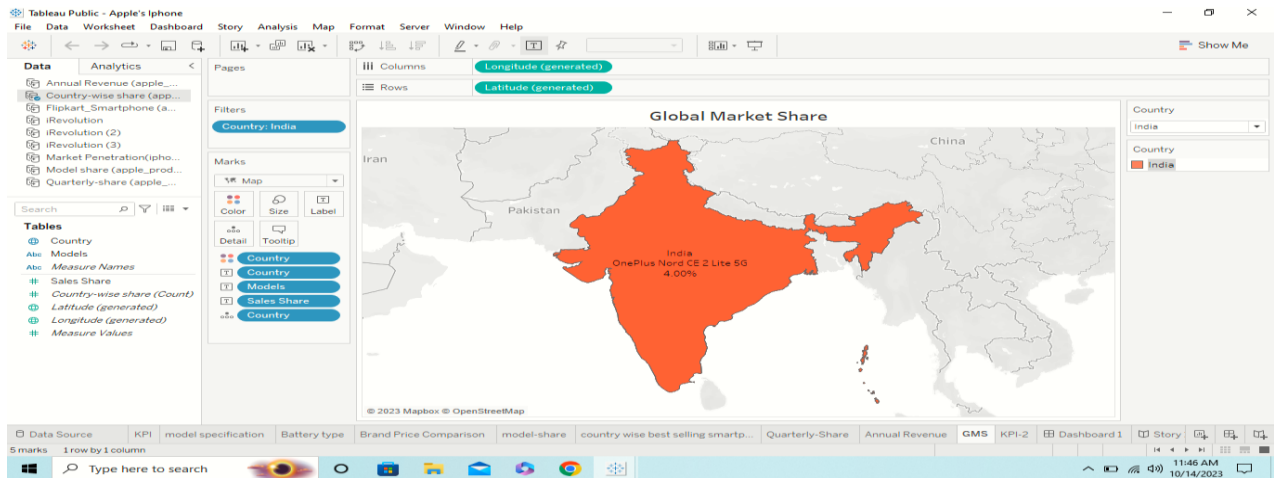 Tableau Public - Apple's Iphone
File Data Worksheet Dashboard Story Analysis Map Format Server Window Help
Show Me
Data Analytics
Annual Revenue (apple_...
Country-wise share (app...
Flipkart_Smartphone (a...
iRevolution
iRevolution (2)
iRevolution (3)
Market Penetration(ipho...
Model share (apple_prod...
Quarterly-share (apple_...
Search
Tables
Country
Abc Models
Abc Measure Names
# Sales Share
# Country-wise share (Count)
Latitude (generated)
Longitude (generated)
# Measure Values
Pages
Filters
Country: India
Marks
Map
Color Size Label
Detail Tooltip
Country
Country
Models
Sales Share
Country
Columns Longitude (generated)
Rows Latitude (generated)
Global Market Share
Iran
China
Pakistan
India
OnePlus Nord CE 2 Lite 5G
4.00%
© 2023 Mapbox © OpenStreetMap
Country
India
Country
India
Data Source KPI model specification Battery type Brand Price Comparison model-share country wise best selling smartp... Quarterly-Share Annual Revenue GMS KPI-2 Dashboard 1 Story
5 marks 1 row by 1 column
Type here to search
11:46 AM
10/14/2023